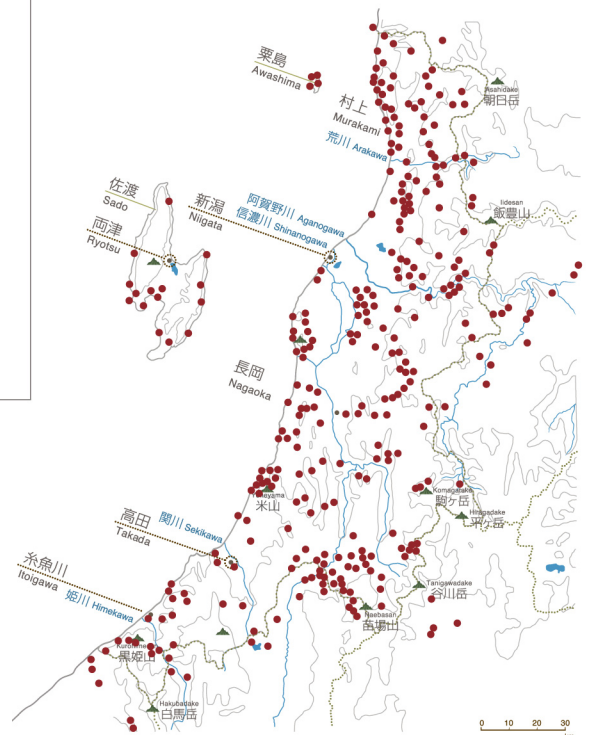 粟島
Awashima
村上
Murakami
荒川 Arakawa
Asahidake
朝日岳
佐渡
Sado
両津
Ryotsu
新潟
Niigata
阿賀野川 Aganogawa
信濃川 Shinanogawa
Iidesan
飯豊山
長岡
Nagaoka
米山
Komagatake
駒ヶ岳
Hiragadake
平ヶ岳
高田
Takada
関川 Sekikawa
糸魚川
Itoigawa
姫川 Himekawa
Tanigawadake
谷川岳
Naebasan
苗場山
黒姫山
Hakubadake
白馬岳
0 10 20 30